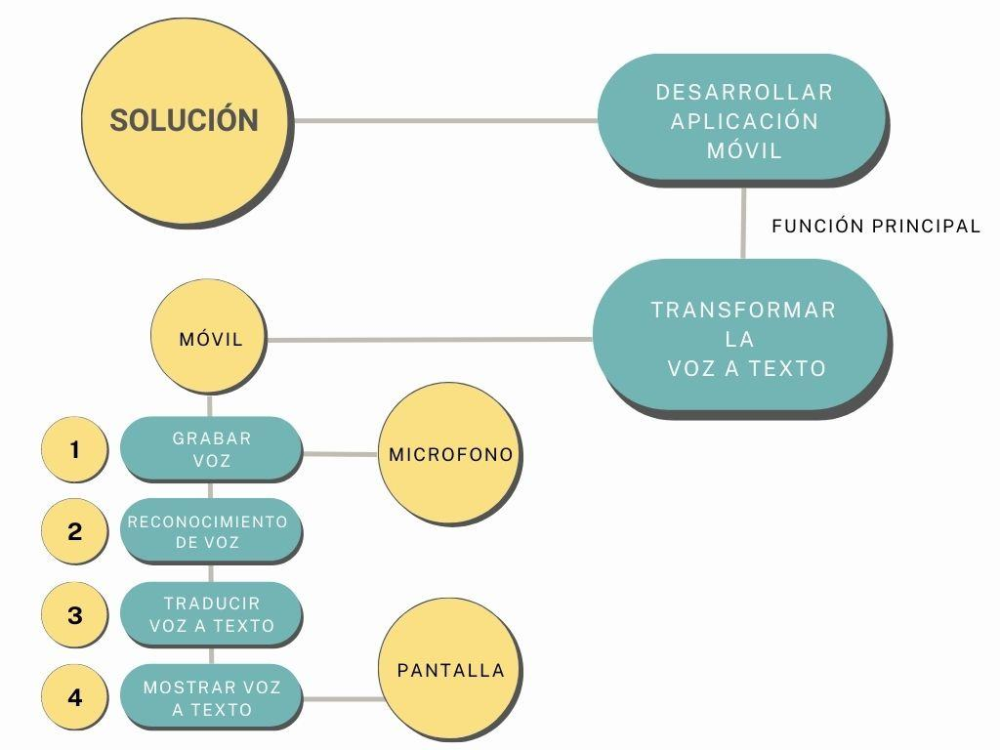 SOLUCIÓN
DESARROLLAR
APLICACIÓN
MÓVIL
FUNCIÓN PRINCIPAL
TRANSFORMAR
LA
VOZ A TEXTO
MÓVIL
1
GRABAR
VOZ
MICROFONO
2
RECONOCIMIENTO
DE VOZ
3
TRADUCIR
VOZ A TEXTO
4
MOSTRAR VOZ
A TEXTO
PANTALLA